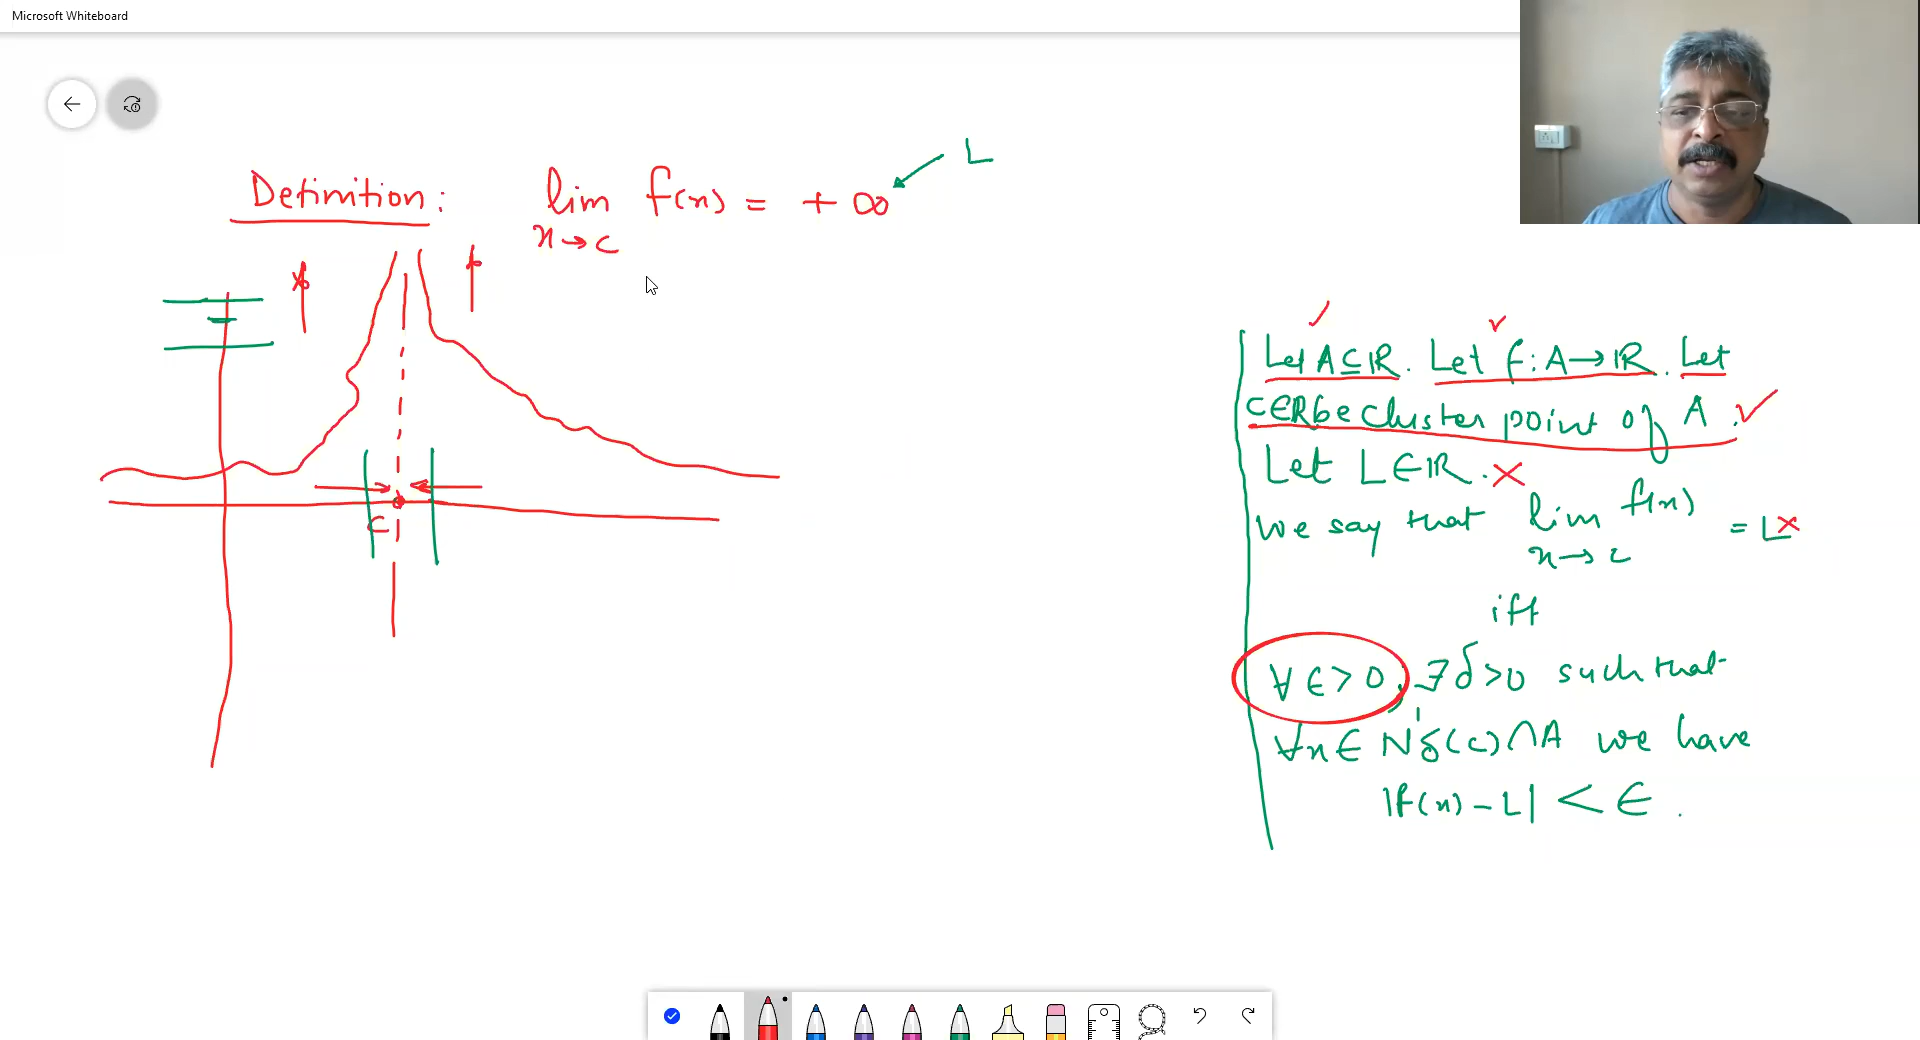 Microsoft Whiteboard
L
Definition: lim f(x) = + ∞
x→c
c
Let A⊆ℝ. Let f: A→ℝ. Let
c∈ℝ be cluster point of A.
Let L∈ℝ. ×
we say that lim f(x) = L×
x→c
iff
∀ ∈>0, ∃ δ>0 such that
∀x∈ N'δ(c)∩A we have
|f(x) - L| < ∈.